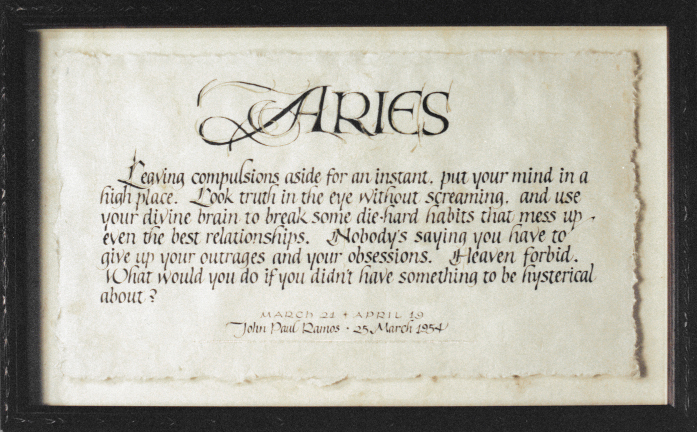 ARIES
Leaving compulsions aside for an instant, put your mind in a
high place. Look truth in the eye without screaming, and use
your divine brain to break some die-hard habits that mess up
even the best relationships. Nobody's saying you have to
give up your outrages and your obsessions. Heaven forbid.
What would you do if you didn't have something to be hysterical
about?
MARCH 21 + APRIL 19
John Paul Ramos · 25 March 1954